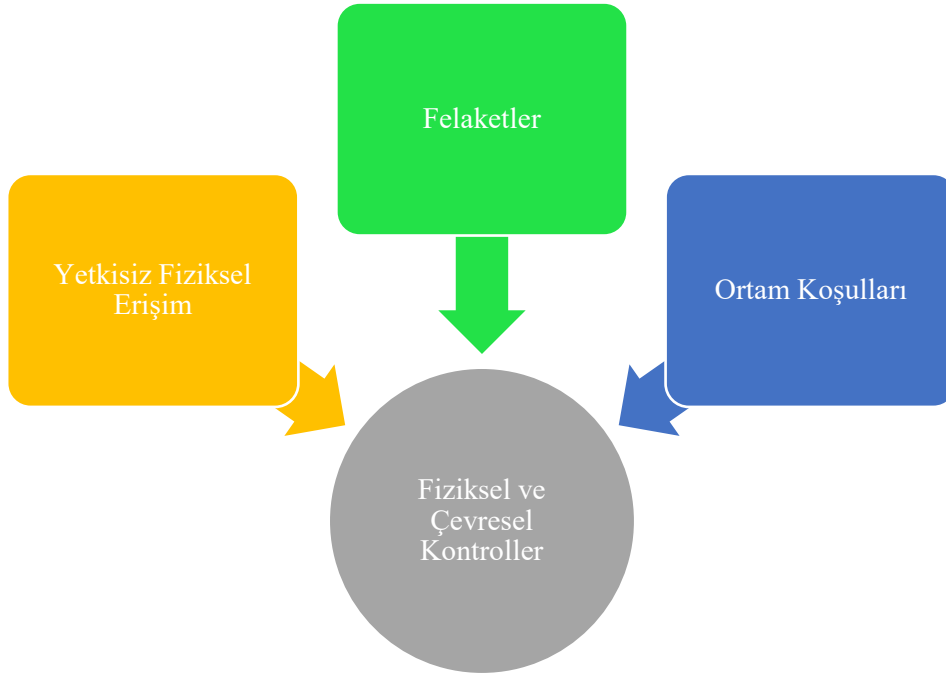 Felaketler
Yetkisiz Fiziksel
Erişim
Ortam Koşulları
Fiziksel ve
Çevresel
Kontroller